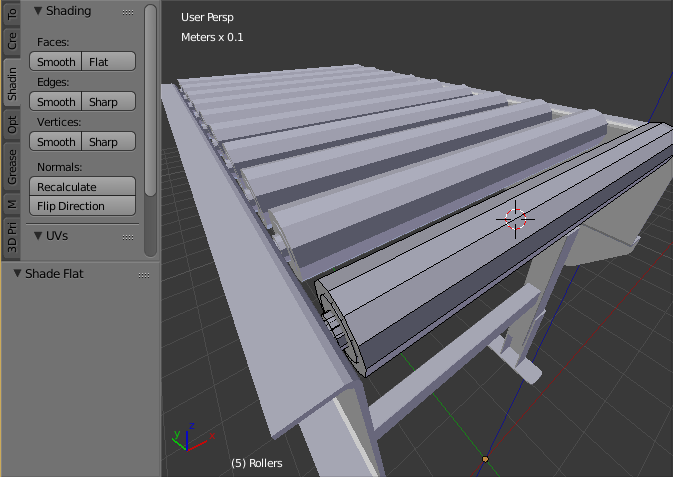 To
Cre
Shadin
Opt
Grease
M
3D Pri
Shading
Faces:
Smooth Flat
Edges:
Smooth Sharp
Vertices:
Smooth Sharp
Normals:
Recalculate
Flip Direction
UVs
Shade Flat
User Persp
Meters x 0.1
z
y
x
(5) Rollers